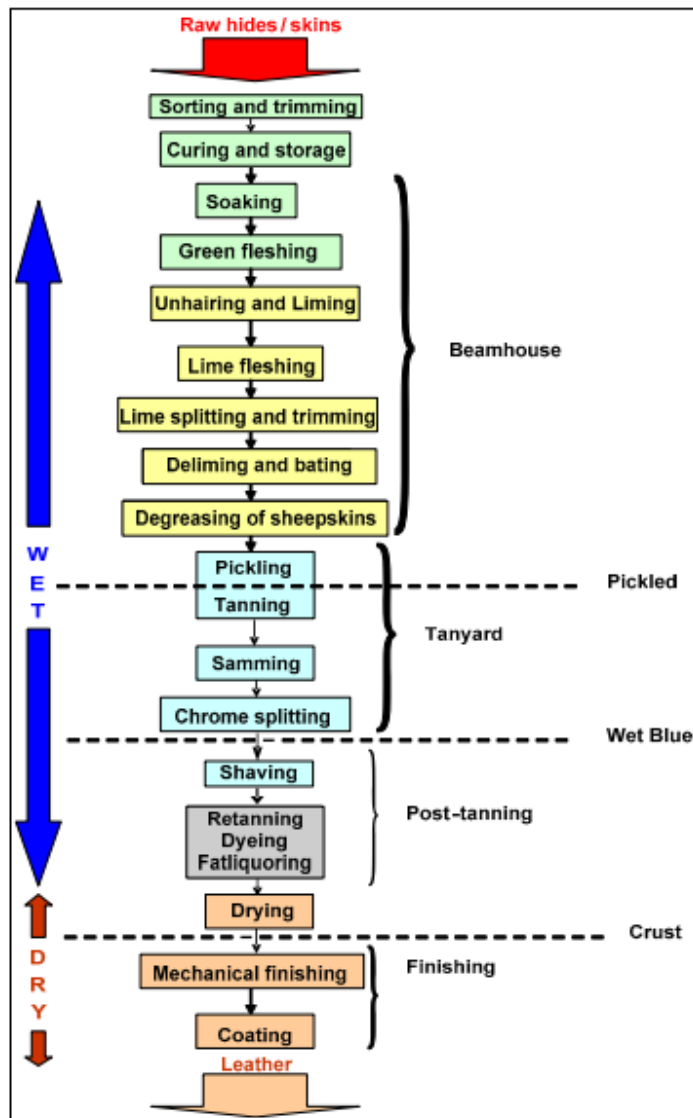 Raw hides / skins
Sorting and trimming
Curing and storage
Soaking
Green fleshing
Unhairing and Liming
Beamhouse
Lime fleshing
Lime splitting and trimming
Deliming and bating
Degreasing of sheepskins
WET
Pickling
Pickled
Tanning
Tanyard
Samming
Chrome splitting
Wet Blue
Shaving
Post-tanning
Retanning
Dyeing
Fatliquoring
Drying
Crust
DRY
Mechanical finishing
Finishing
Coating
Leather